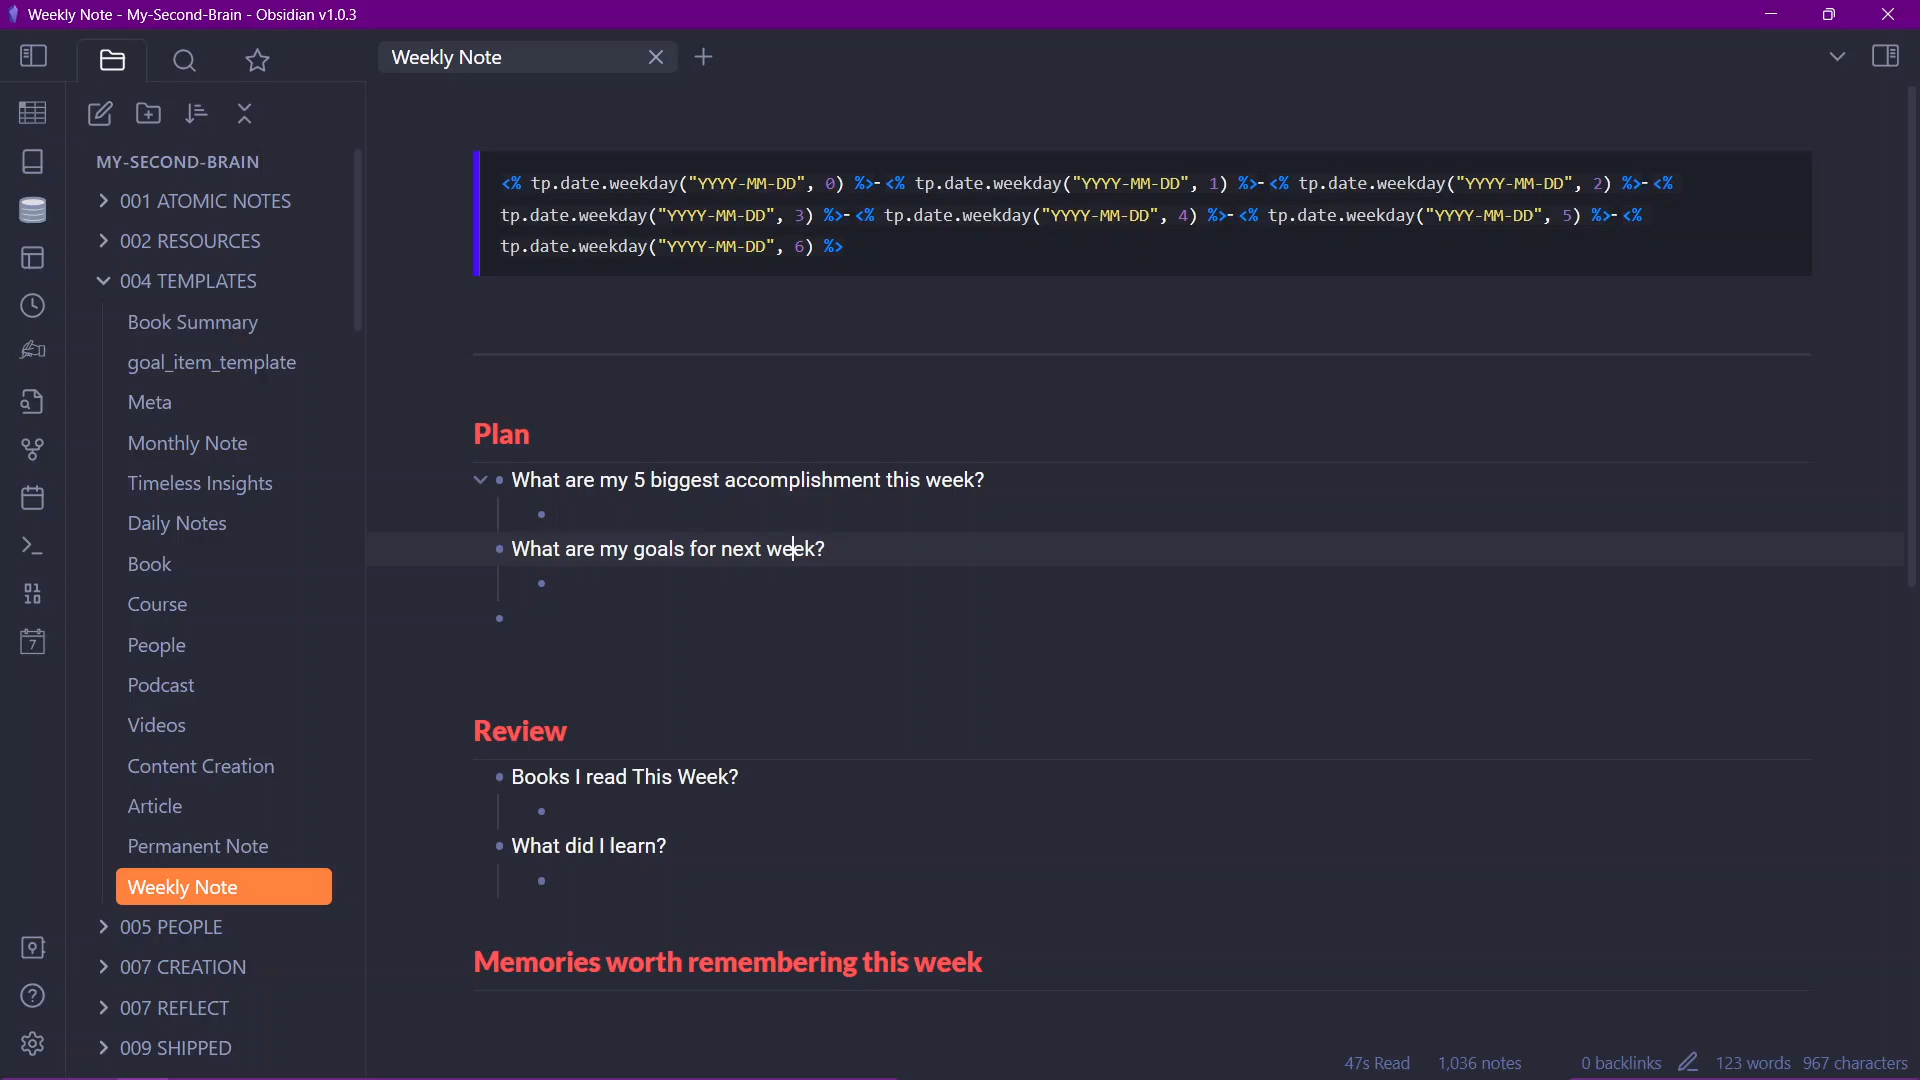 Weekly Note - My-Second-Brain - Obsidian v1.0.3
Weekly Note
MY-SECOND-BRAIN
001 ATOMIC NOTES
002 RESOURCES
004 TEMPLATES
Book Summary
goal_item_template
Meta
Monthly Note
Timeless Insights
Daily Notes
Book
Course
People
Podcast
Videos
Content Creation
Article
Permanent Note
Weekly Note
005 PEOPLE
007 CREATION
007 REFLECT
009 SHIPPED
7
<% tp.date.weekday("YYYY-MM-DD", 0) %>-<% tp.date.weekday("YYYY-MM-DD", 1) %>-<% tp.date.weekday("YYYY-MM-DD", 2) %>-<%
tp.date.weekday("YYYY-MM-DD", 3) %>-<% tp.date.weekday("YYYY-MM-DD", 4) %>-<% tp.date.weekday("YYYY-MM-DD", 5) %>-<%
tp.date.weekday("YYYY-MM-DD", 6) %>
Plan
What are my 5 biggest accomplishment this week?
What are my goals for next week?
Review
Books I read This Week?
What did I learn?
Memories worth remembering this week
47s Read 1,036 notes 0 backlinks 123 words 967 characters